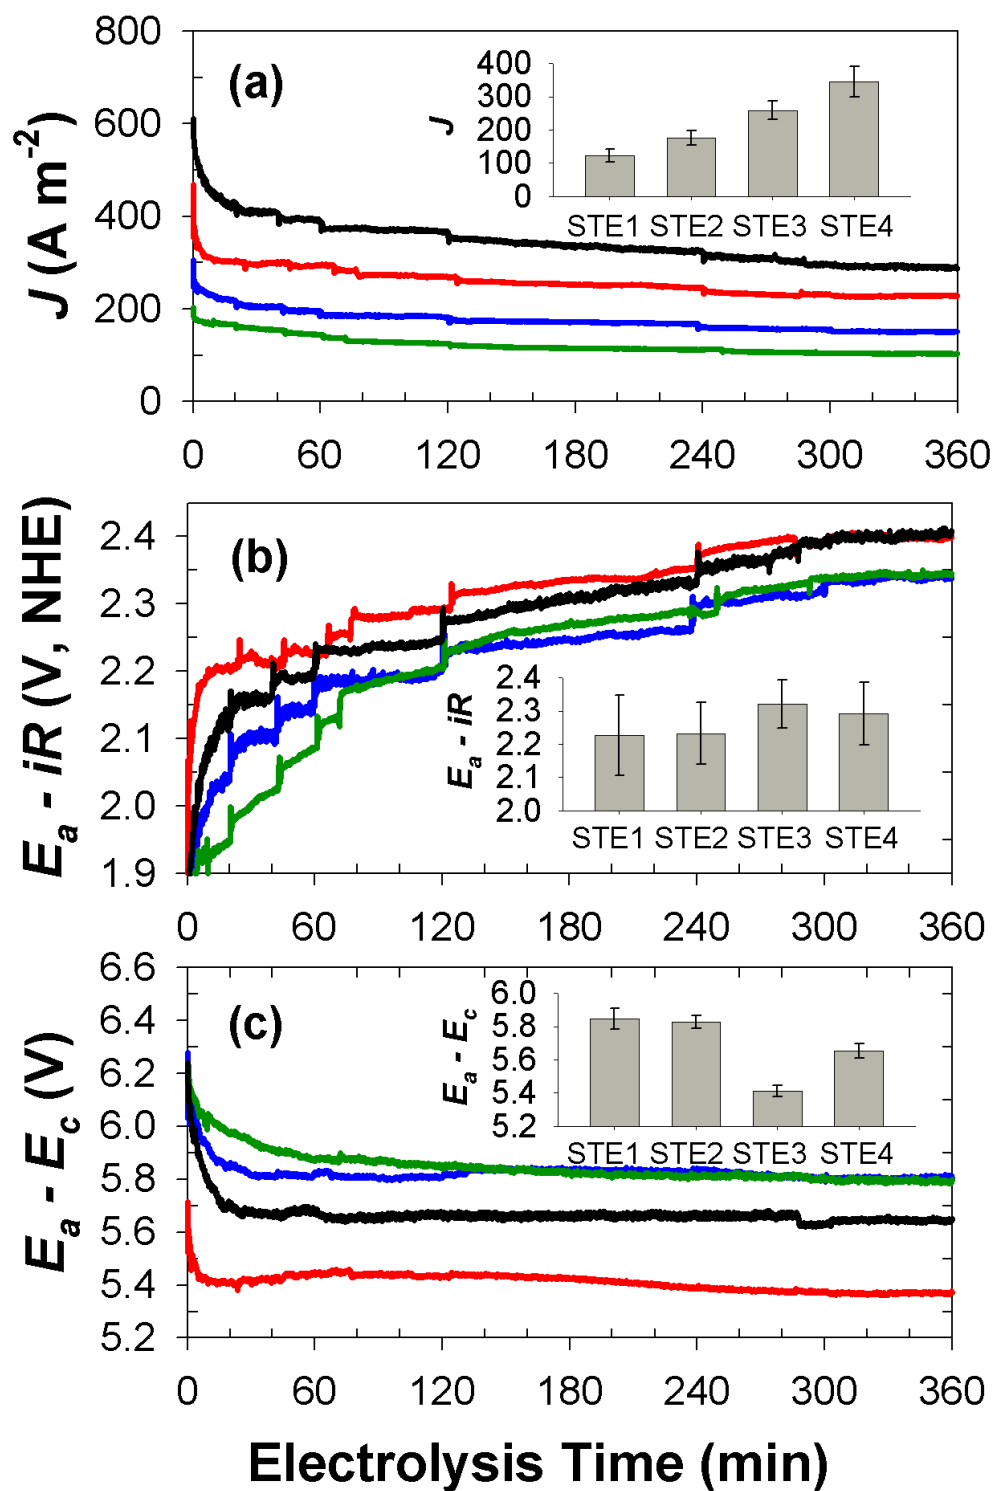 (a)
J (A m⁻²)
800
600
400
200
0
J
400
300
200
100
0
STE1 STE2 STE3 STE4
0 60 120 180 240 300 360
(b)
Eₐ - iR (V, NHE)
2.4
2.3
2.2
2.1
2.0
1.9
Eₐ - iR
2.4
2.3
2.2
2.1
2.0
STE1 STE2 STE3 STE4
0 60 120 180 240 300 360
(c)
Eₐ - E_c (V)
6.6
6.4
6.2
6.0
5.8
5.6
5.4
5.2
Eₐ - E_c
6.0
5.8
5.6
5.4
5.2
STE1 STE2 STE3 STE4
0 60 120 180 240 300 360
Electrolysis Time (min)